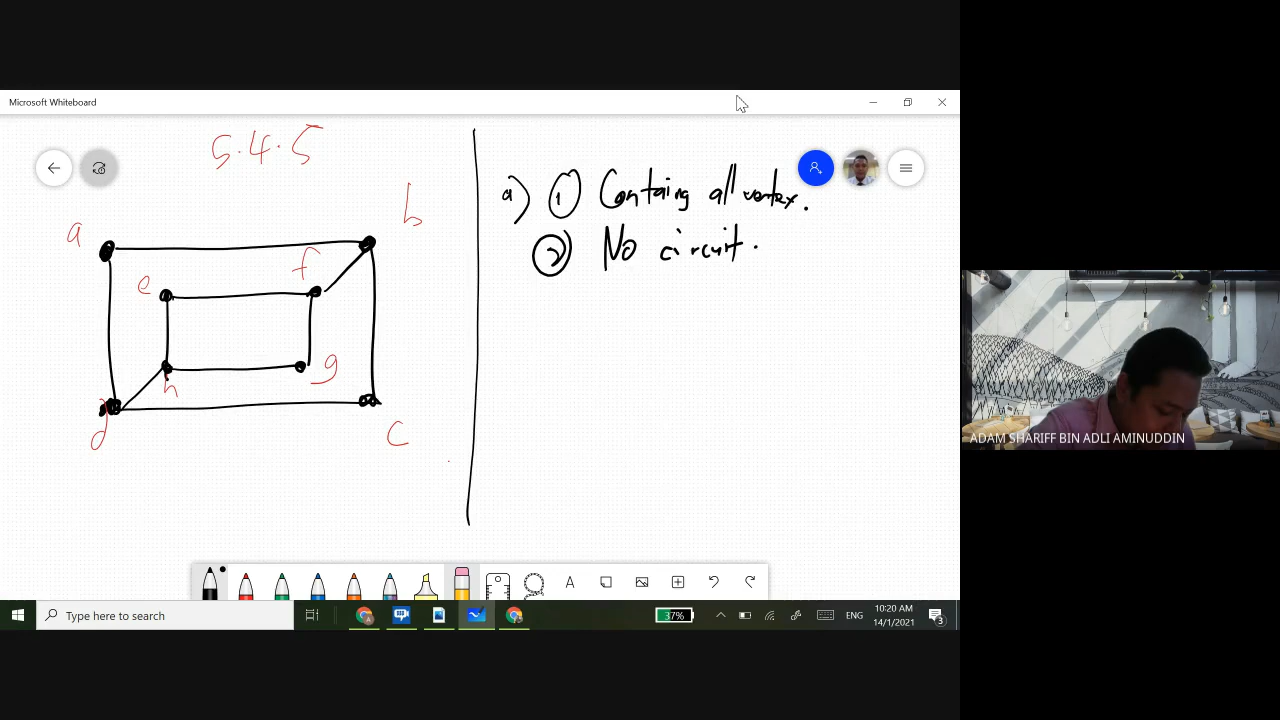 Microsoft Whiteboard
5.4.5
a) ① Containg all vertex.
② No circuit.
a
b
e
f
h
g
d
c
ADAM SHARIFF BIN ADLI AMINUDDIN
A
Type here to search
37%
ENG
10:20 AM
14/1/2021
3